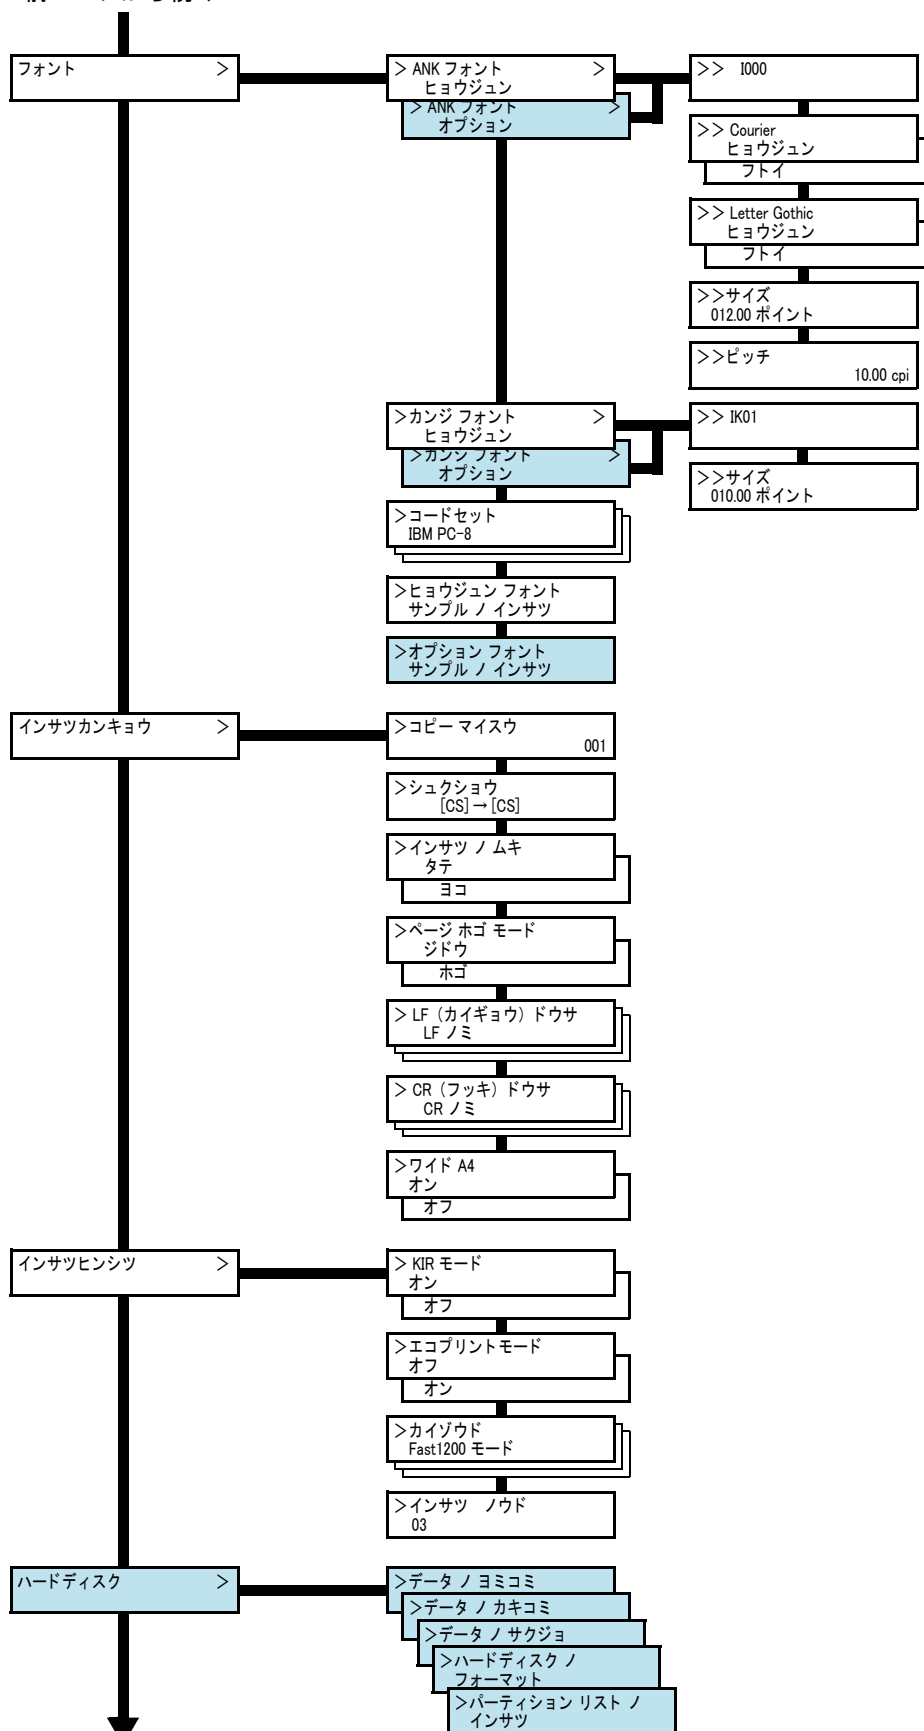 フォント >
> ANK フォント >
ヒョウジュン
> ANK フォント >
オプション
>> I000
>> Courier
ヒョウジュン
フトイ
>> Letter Gothic
ヒョウジュン
フトイ
>>サイズ
012.00 ポイント
>>ピッチ
10.00 cpi
>カンジ フォント >
ヒョウジュン
>カンジ フォント >
オプション
>> IK01
>>サイズ
010.00 ポイント
>コードセット
IBM PC-8
>ヒョウジュン フォント
サンプル ノ インサツ
>オプション フォント
サンプル ノ インサツ
インサツカンキョウ >
>コピー マイスウ
001
>シュクショウ
[CS]→[CS]
>インサツ ノ ムキ
タテ
ヨコ
>ページ ホゴ モード
ジドウ
ホゴ
> LF（カイギョウ）ドウサ
LF ノミ
> CR（フッキ）ドウサ
CR ノミ
>ワイド A4
オン
オフ
インサツヒンシツ >
> KIR モード
オン
オフ
>エコプリントモード
オフ
オン
>カイゾウド
Fast1200 モード
>インサツ ノウド
03
ハードディスク >
>データ ノ ヨミコミ
>データ ノ カキコミ
>データ ノ サクジョ
>ハードディスク ノ
フォーマット
>パーティション リスト ノ
インサツ